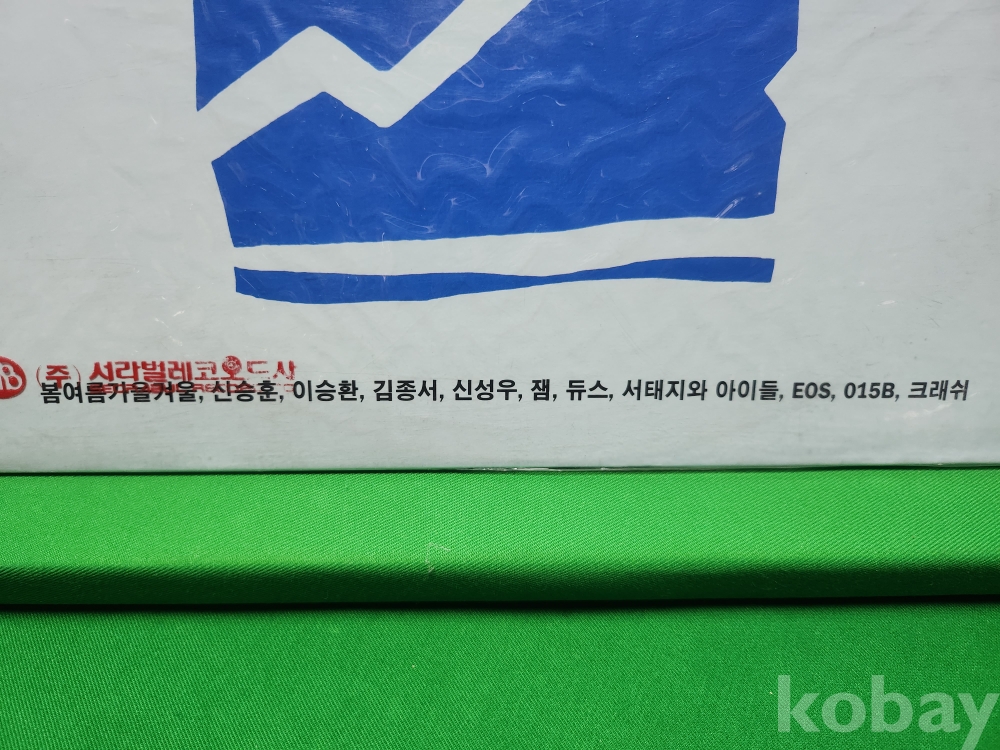 (주) 서라벌레코오드사
봄여름가을겨울, 신승훈, 이승환, 김종서, 신성우, 잼, 듀스, 서태지와 아이들, EOS, 015B, 크래쉬
kobay